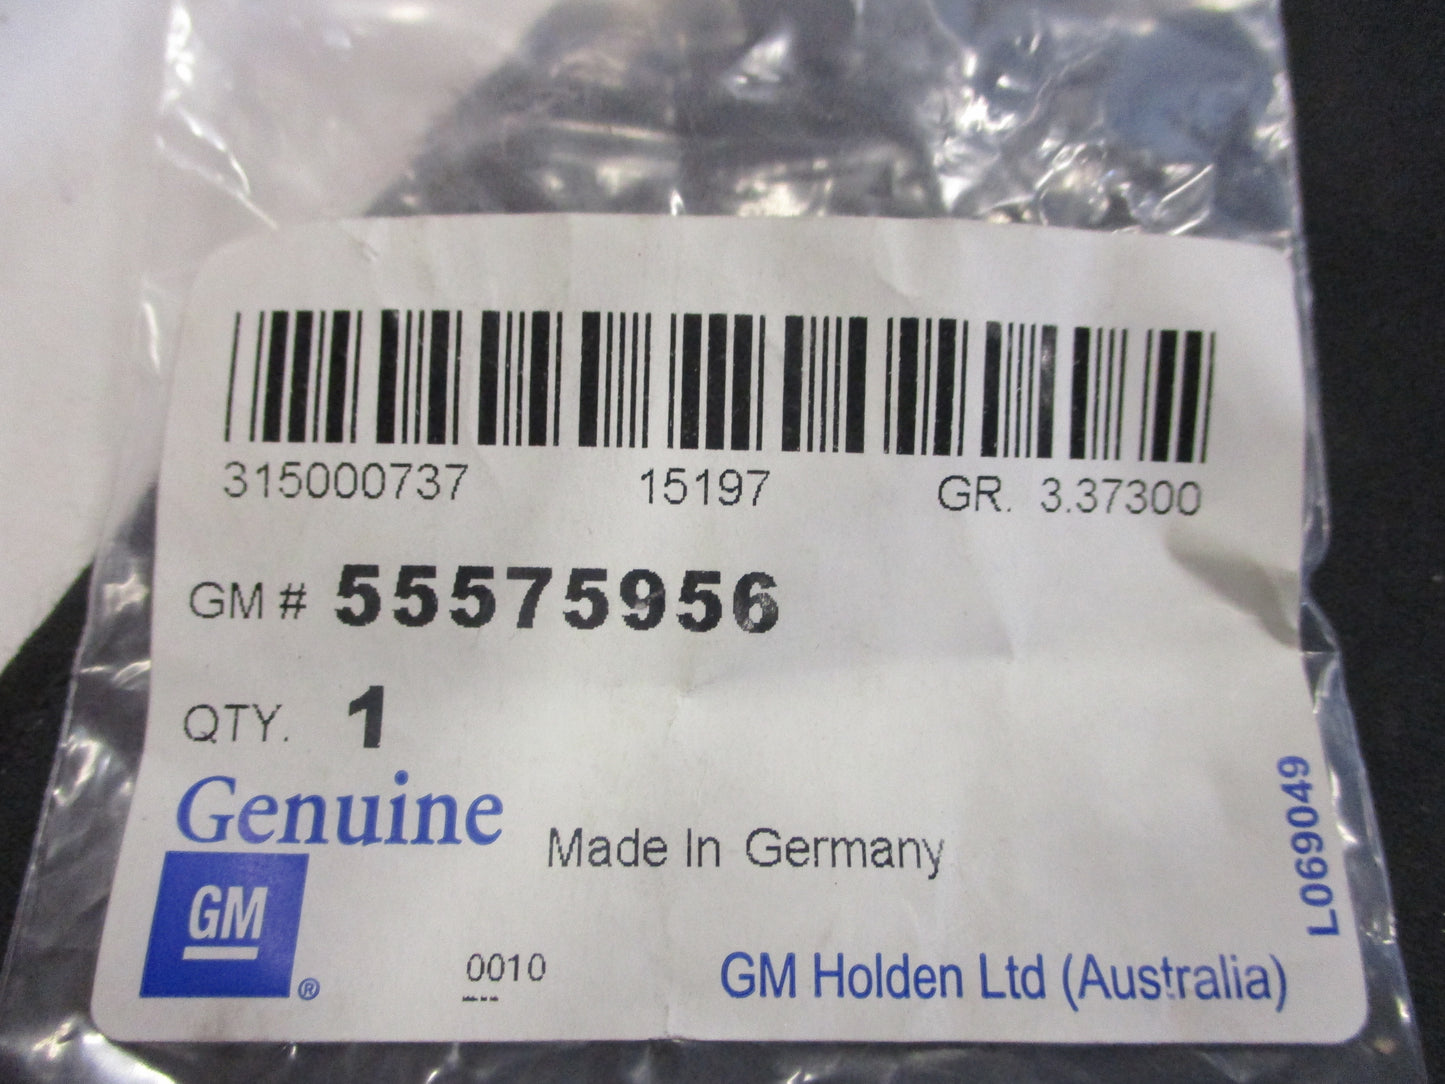 315000737 15197 GR. 3.37300
GM # 55575956
QTY. 1
Genuine
Made In Germany
GM ®
0010
GM Holden Ltd (Australia)
L069049